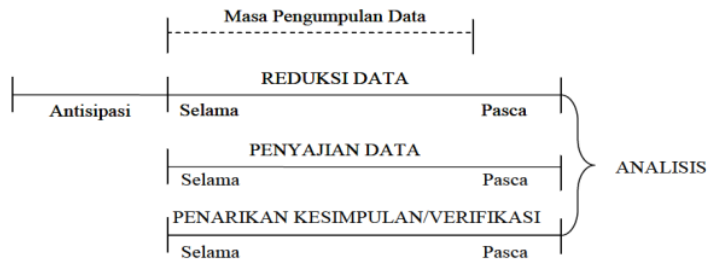 Masa Pengumpulan Data
REDUKSI DATA
Antisipasi Selama Pasca
PENYAJIAN DATA
Selama Pasca
ANALISIS
PENARIKAN KESIMPULAN/VERIFIKASI
Selama Pasca